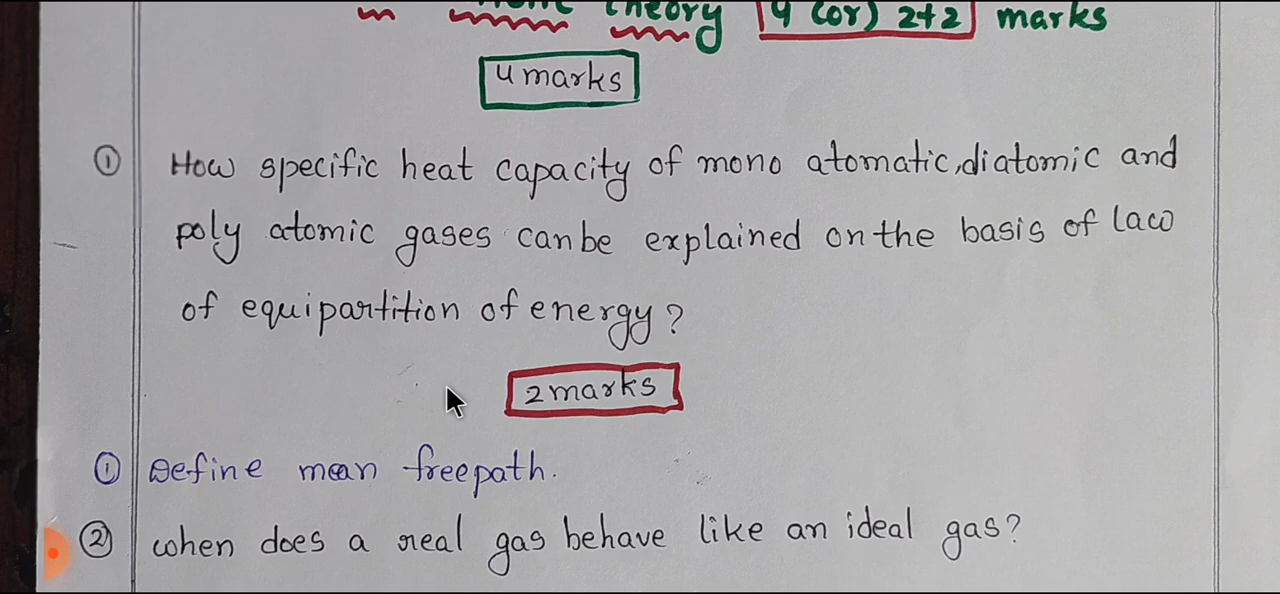 in theory 4 (or) 2+2 marks
4 marks
① How specific heat capacity of mono atomatic, diatomic and
poly atomic gases can be explained on the basis of law
of equipartition of energy?
2 marks
① Define mean freepath.
② when does a real gas behave like an ideal gas?